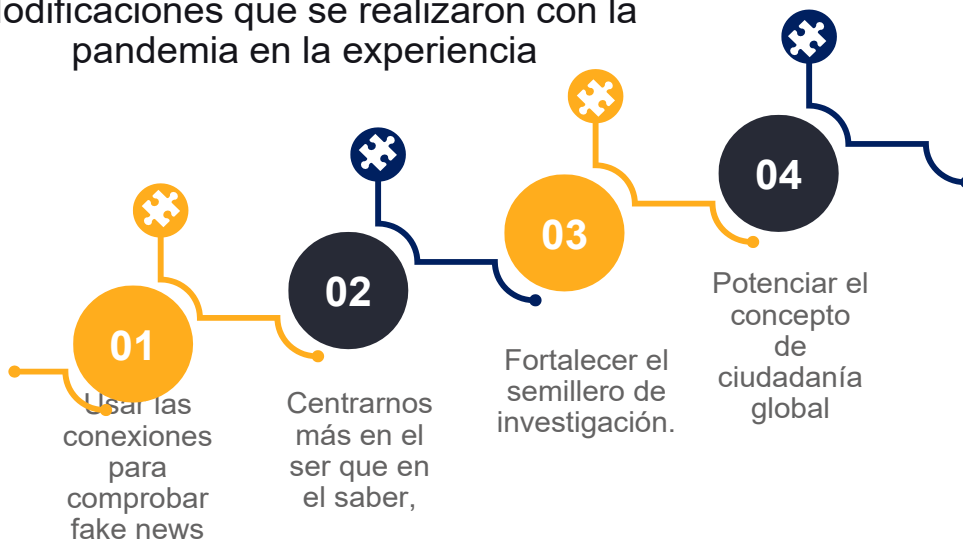 Modificaciones que se realizaron con la
pandemia en la experiencia
01
Usar las
conexiones
para
comprobar
fake news
02
Centrarnos
más en el
ser que en
el saber,
03
Fortalecer el
semillero de
investigación.
04
Potenciar el
concepto
de
ciudadanía
global